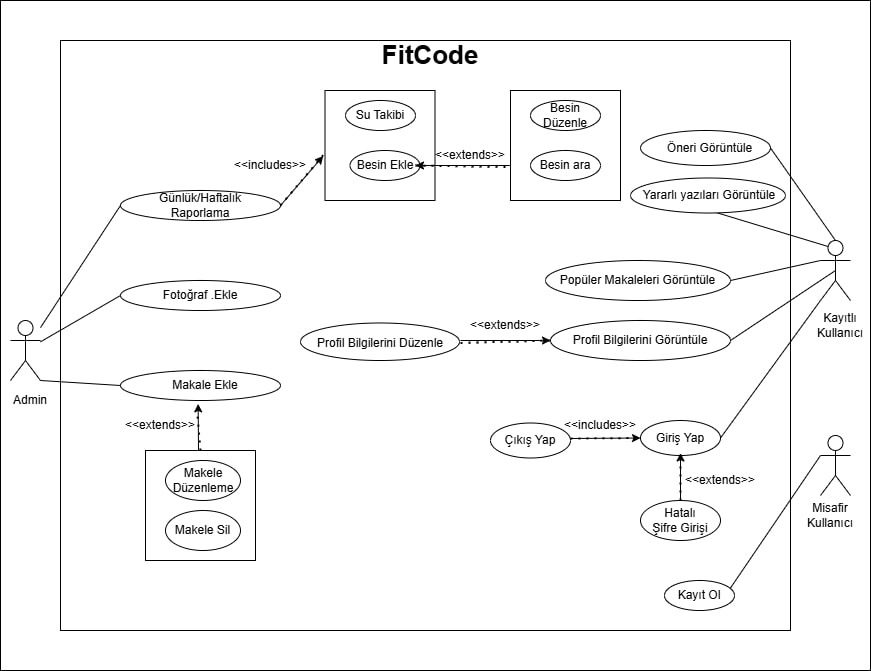 FitCode
Su Takibi
Besin Ekle
<<includes>>
<<extends>>
Besin
Düzenle
Besin ara
Öneri Görüntüle
Yararlı yazıları Görüntüle
Günlük/Haftalık
Raporlama
Popüler Makaleleri Görüntüle
Kayıtlı
Kullanıcı
Fotoğraf .Ekle
<<extends>>
Profil Bilgilerini Düzenle
Profil Bilgilerini Görüntüle
Admin
Makale Ekle
<<extends>>
Makele
Düzenleme
Makele Sil
Çıkış Yap
<<includes>>
Giriş Yap
<<extends>>
Hatalı
Şifre Girişi
Misafir
Kullanıcı
Kayıt Ol